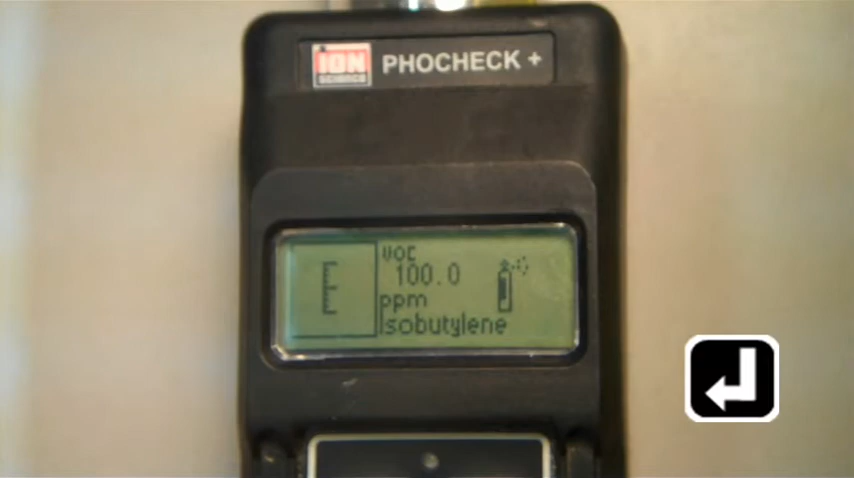 ION
SCIENCE
PHOCHECK +
VOC
100.0
ppm
Isobutylene